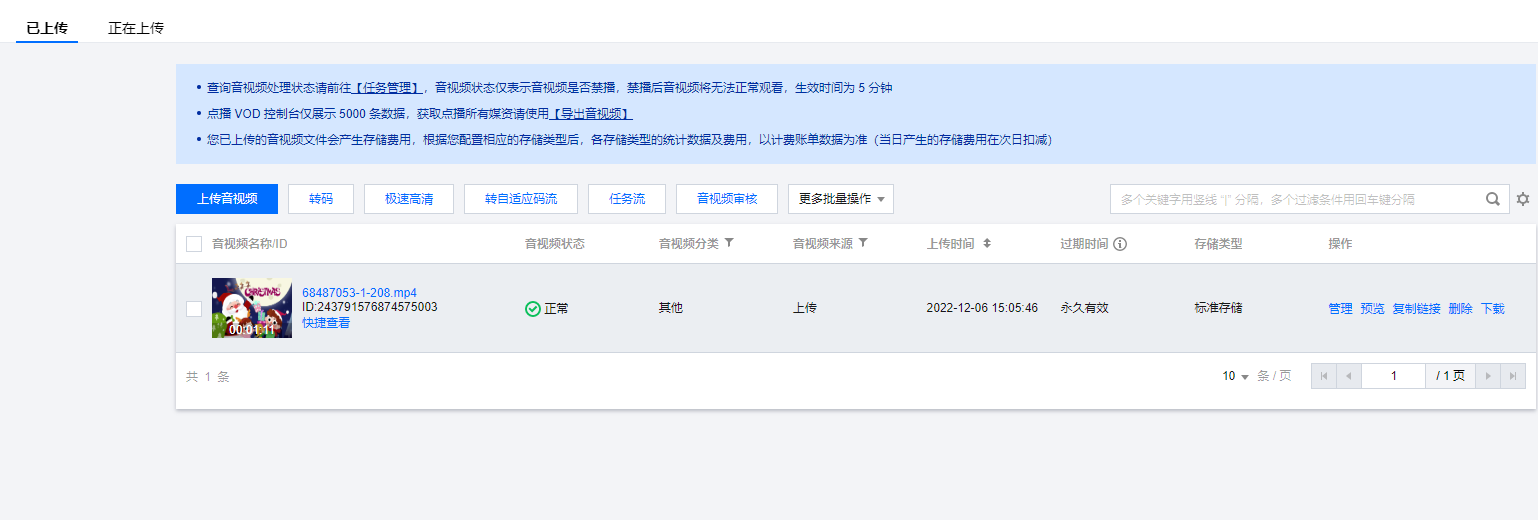 已上传 正在上传
查询音视频处理状态请前往【任务管理】，音视频状态仅表示音视频是否禁播，禁播后音视频将无法正常观看，生效时间为 5 分钟
点播 VOD 控制台仅展示 5000 条数据，获取点播所有媒资请使用【导出音视频】
您已上传的音视频文件会产生存储费用，根据您配置相应的存储类型后，各存储类型的统计数据及费用，以计费账单数据为准（当日产生的存储费用在次日扣减）
上传音视频 转码 极速高清 转自适应码流 任务流 音视频审核 更多批量操作 多个关键字用竖线 "|" 分隔，多个过滤条件用回车键分隔
音视频名称/ID 音视频状态 音视频分类 音视频来源 上传时间 过期时间 存储类型 操作
CHRISTMAS
00:01:11
68487053-1-208.mp4
ID:243791576874575003
快捷查看
正常 其他 上传 2022-12-06 15:05:46 永久有效 标准存储 管理 预览 复制链接 删除 下载
共 1 条 10 条 / 页 1 / 1 页